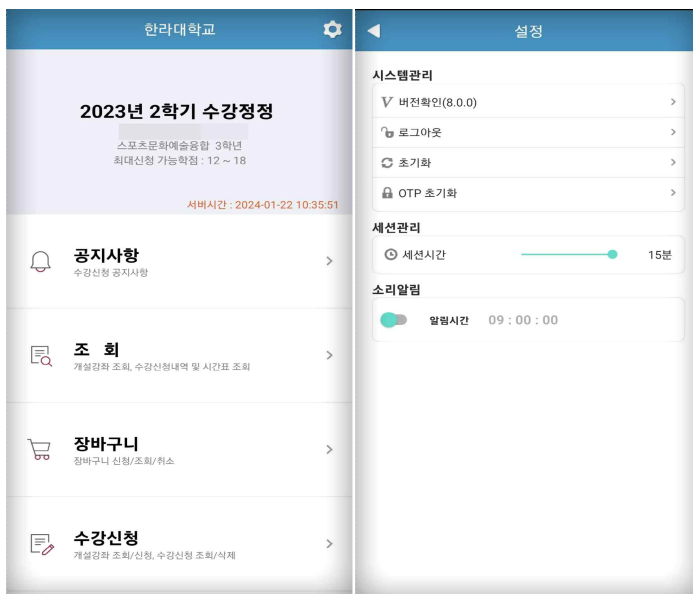 한라대학교
2023년 2학기 수강정정
스포츠문화예술융합 3학년
최대신청 가능학점 : 12 ~ 18
서버시간 : 2024-01-22 10:35:51
공지사항
수강신청 공지사항
조 회
개설강좌 조회, 수강신청내역 및 시간표 조회
장바구니
장바구니 신청/조회/취소
수강신청
개설강좌 조회/신청, 수강신청 조회/삭제
설정
시스템관리
V 버전확인(8.0.0)
로그아웃
초기화
OTP 초기화
세션관리
세션시간 15분
소리알림
알림시간 09 : 00 : 00